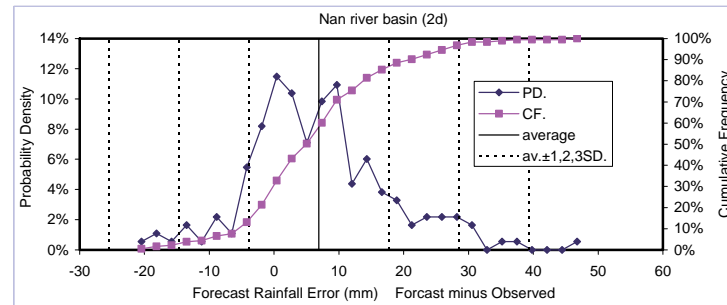 Nan river basin (2d)
14%
12%
10%
8%
6%
4%
2%
0%
Probability Density
100%
90%
80%
70%
60%
50%
40%
30%
20%
10%
0%
Cumulative Frequency
PD.
CF.
average
av.±1,2,3SD.
-30 -20 -10 0 10 20 30 40 50 60
Forecast Rainfall Error (mm) Forcast minus Observed